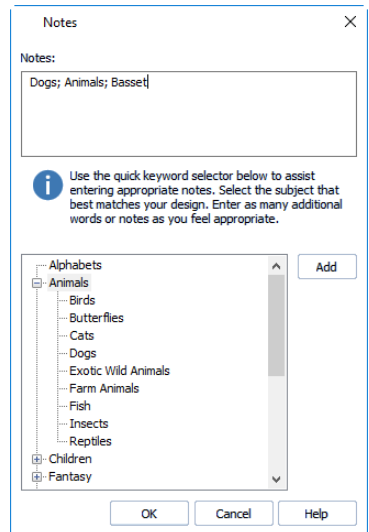 Notes
Notes:
Dogs; Animals; Basset
Use the quick keyword selector below to assist
entering appropriate notes. Select the subject that
best matches your design. Enter as many additional
words or notes as you feel appropriate.
Alphabets
Add
Animals
Birds
Butterflies
Cats
Dogs
Exotic Wild Animals
Farm Animals
Fish
Insects
Reptiles
Children
Fantasy
OK Cancel Help